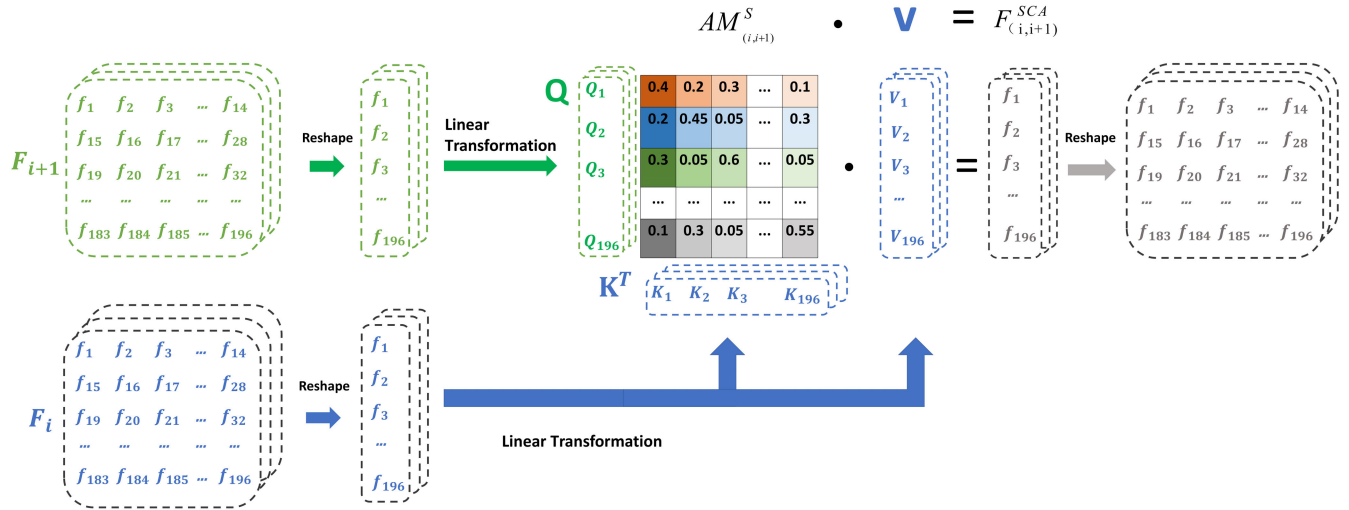 AM^S_(i,i+1) · V = F^SCA_(i,i+1)
F_{i+1}
f_1 f_2 f_3 ... f_14
f_15 f_16 f_17 ... f_28
f_19 f_20 f_21 ... f_32
... ... ... ... ...
f_183 f_184 f_185 ... f_196
Reshape
f_1
f_2
f_3
...
f_196
Linear
Transformation
Q
Q_1
Q_2
Q_3
Q_196
0.4 0.2 0.3 ... 0.1
0.2 0.45 0.05 ... 0.3
0.3 0.05 0.6 ... 0.05
... ... ... ... ...
0.1 0.3 0.05 ... 0.55
K^T
K_1 K_2 K_3 K_196
·
V_1
V_2
V_3
...
V_196
=
f_1
f_2
f_3
...
f_196
Reshape
f_1 f_2 f_3 ... f_14
f_15 f_16 f_17 ... f_28
f_19 f_20 f_21 ... f_32
... ... ... ... ...
f_183 f_184 f_185 ... f_196
F_i
f_1 f_2 f_3 ... f_14
f_15 f_16 f_17 ... f_28
f_19 f_20 f_21 ... f_32
... ... ... ... ...
f_183 f_184 f_185 ... f_196
Reshape
f_1
f_2
f_3
...
f_196
Linear Transformation